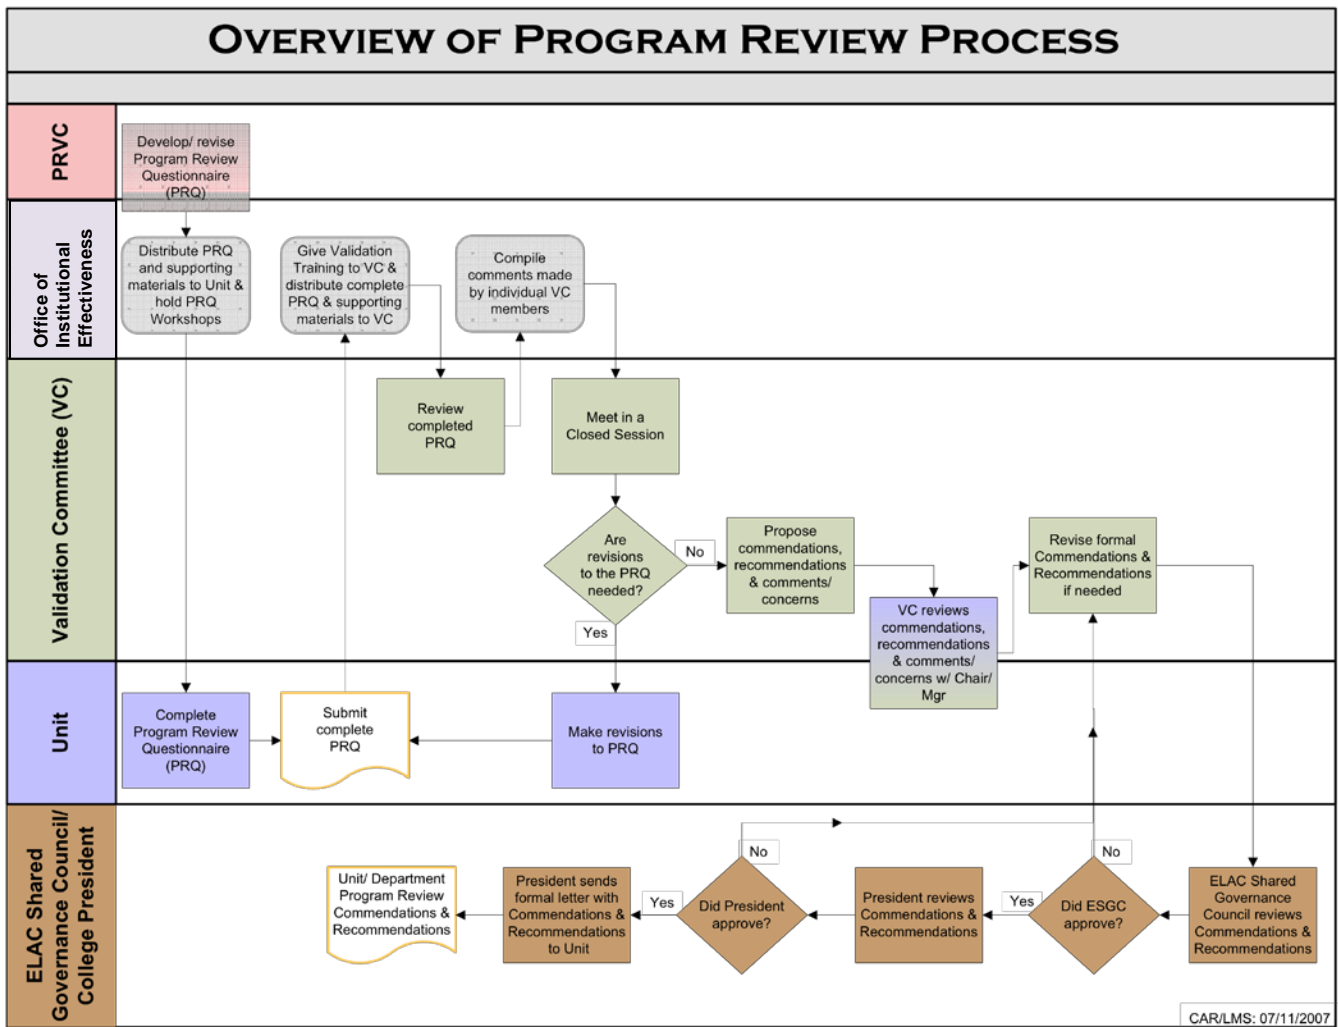 OVERVIEW OF PROGRAM REVIEW PROCESS
PRVC
Develop/ revise
Program Review
Questionnaire
(PRQ)
Office of
Institutional
Effectiveness
Distribute PRQ
and supporting
materials to Unit &
hold PRQ
Workshops
Give Validation
Training to VC &
distribute complete
PRQ & supporting
materials to VC
Compile
comments made
by individual VC
members
Validation Committee (VC)
Review
completed
PRQ
Meet in a
Closed Session
Are
revisions
to the PRQ
needed?
No
Yes
Propose
commendations,
recommendations
& comments/
concerns
VC reviews
commendations,
recommendations
& comments/
concerns w/ Chair/
Mgr
Revise formal
Commendations &
Recommendations
if needed
Unit
Complete
Program Review
Questionnaire
(PRQ)
Submit
complete
PRQ
Make revisions
to PRQ
ELAC Shared
Governance Council/
College President
Unit/ Department
Program Review
Commendations &
Recommendations
President sends
formal letter with
Commendations &
Recommendations
to Unit
Yes
Did President
approve?
No
President reviews
Commendations &
Recommendations
Yes
Did ESGC
approve?
No
ELAC Shared
Governance
Council reviews
Commendations &
Recommendations
CAR/LMS: 07/11/2007